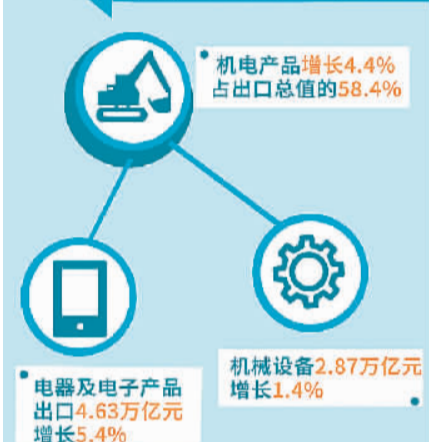 机电产品增长4.4%
占出口总值的58.4%
机械设备2.87万亿元
增长1.4%
电器及电子产品
出口4.63万亿元
增长5.4%